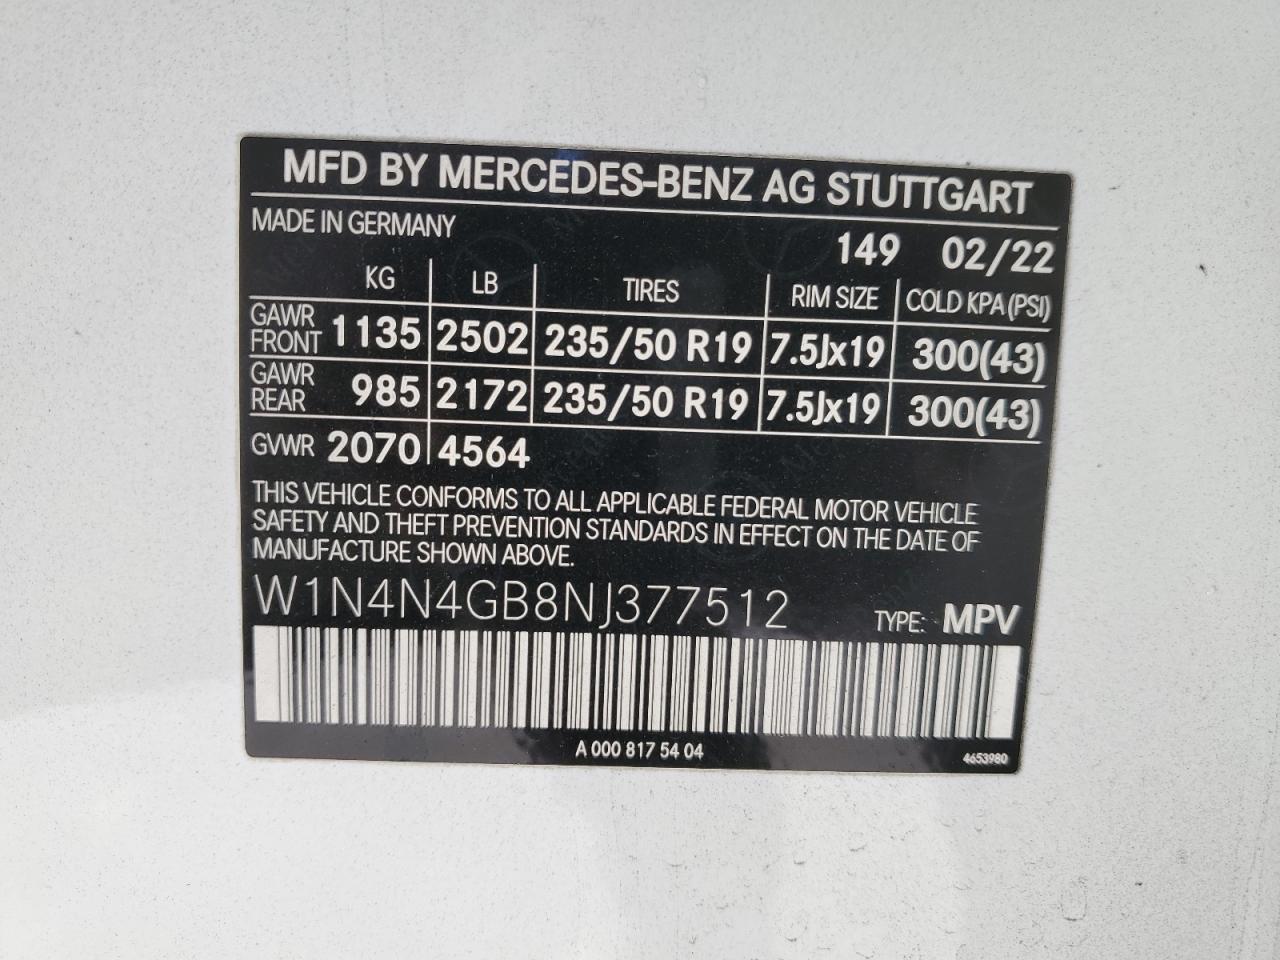 MFD BY MERCEDES-BENZ AG STUTTGART
MADE IN GERMANY
149 02/22
KG LB TIRES RIM SIZE COLD KPA (PSI)
GAWR FRONT 1135 2502 235/50 R19 7.5Jx19 300(43)
GAWR REAR 985 2172 235/50 R19 7.5Jx19 300(43)
GVWR 2070 4564
THIS VEHICLE CONFORMS TO ALL APPLICABLE FEDERAL MOTOR VEHICLE
SAFETY AND THEFT PREVENTION STANDARDS IN EFFECT ON THE DATE OF
MANUFACTURE SHOWN ABOVE.
W1N4N4GB8NJ377512 TYPE: MPV
A 000 817 54 04
4653980